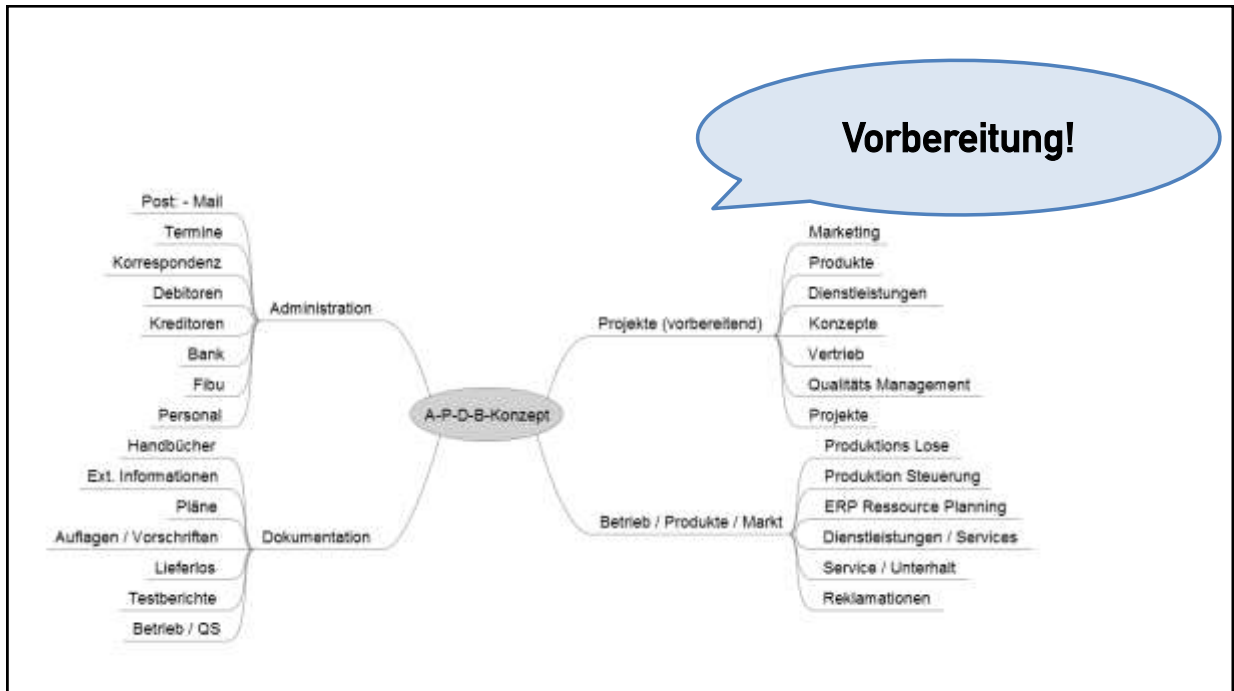 Vorbereitung!
Post: - Mail
Termine
Korrespondenz
Debitoren
Kreditoren
Bank
Fibu
Personal
Administration
Handbücher
Ext. Informationen
Pläne
Auflagen / Vorschriften
Lieferlos
Testberichte
Betrieb / QS
Dokumentation
A-P-D-B-Konzept
Projekte (vorbereitend)
Marketing
Produkte
Dienstleistungen
Konzepte
Vertrieb
Qualitäts Management
Projekte
Betrieb / Produkte / Markt
Produktions Lose
Produktion Steuerung
ERP Ressource Planning
Dienstleistungen / Services
Service / Unterhalt
Reklamationen